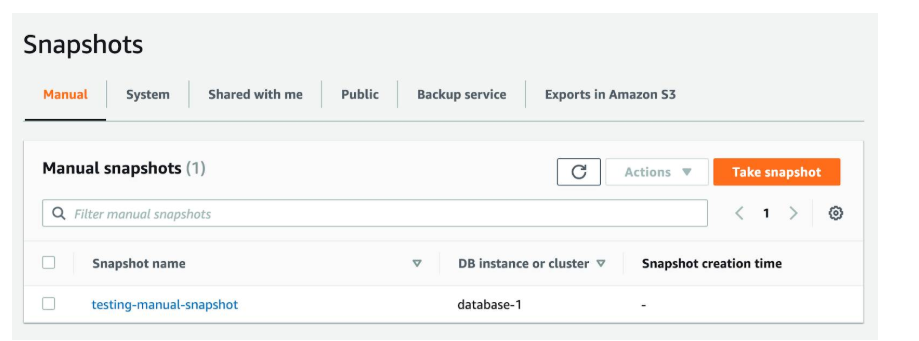 Snapshots
Manual System Shared with me Public Backup service Exports in Amazon S3
Manual snapshots (1) Actions Take snapshot
Filter manual snapshots 1
Snapshot name DB instance or cluster Snapshot creation time
testing-manual-snapshot database-1 -